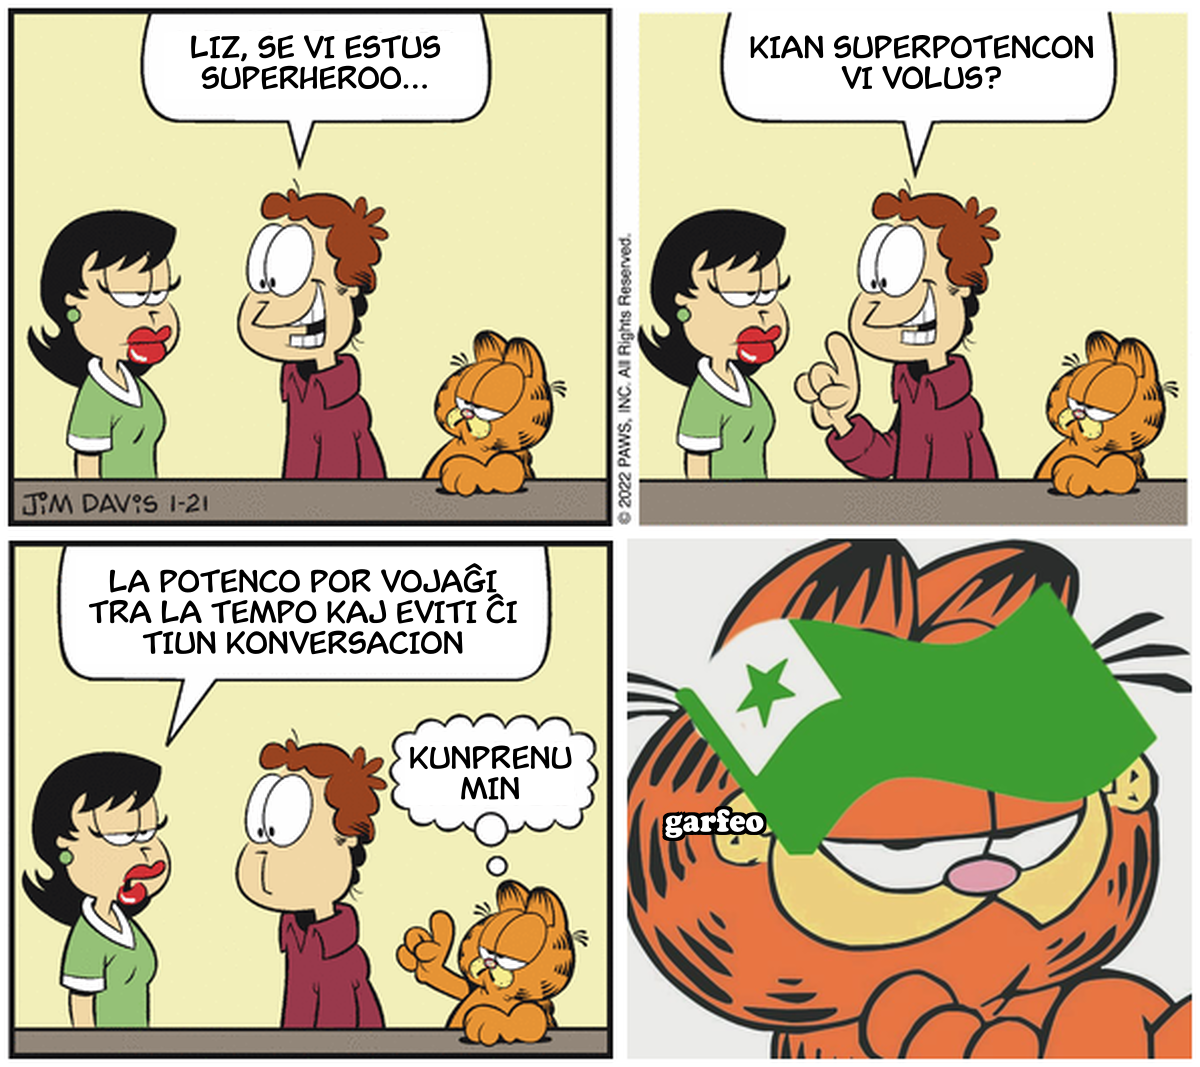 LIZ, SE VI ESTUS
SUPERHEROO...
KIAN SUPERPOTENCON
VI VOLUS?
JIM DAVIS 1-21
© 2022 PAWS, INC. All Rights Reserved.
LA POTENCO POR VOJAĜI
TRA LA TEMPO KAJ EVITI ĈI
TIUN KONVERSACION
KUNPRENU
MIN
garfeo